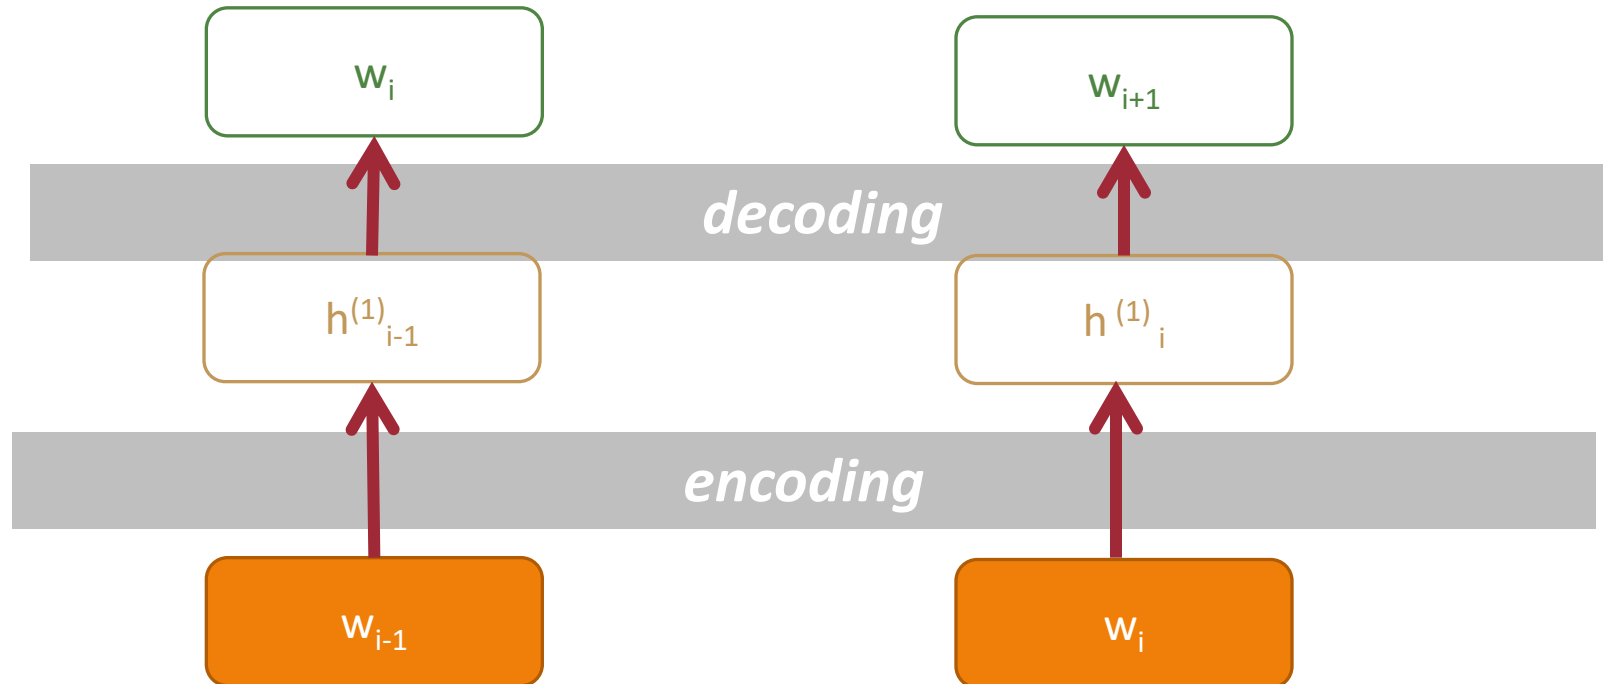 wᵢ
wᵢ₊₁
decoding
h⁽¹⁾ᵢ₋₁
h ⁽¹⁾ ᵢ
encoding
wᵢ₋₁
wᵢ